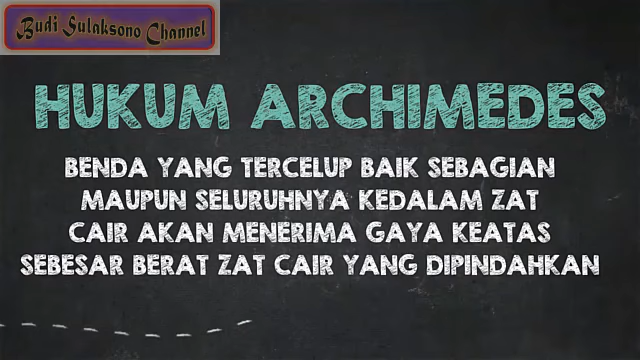 Budi Sulaksono Channel
HUKUM ARCHIMEDES
BENDA YANG TERCELUP BAIK SEBAGIAN
MAUPUN SELURUHNYA KEDALAM ZAT
CAIR AKAN MENERIMA GAYA KEATAS
SEBESAR BERAT ZAT CAIR YANG DIPINDAHKAN